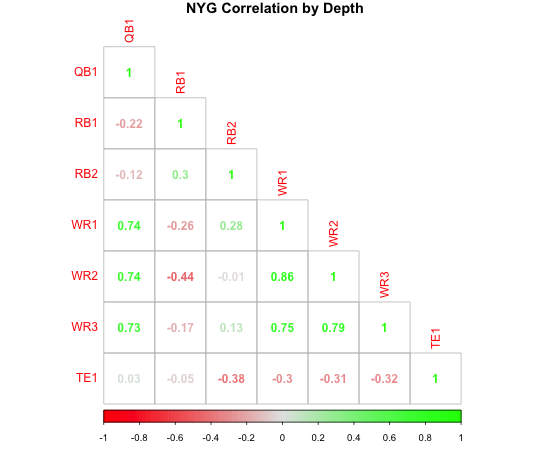 NYG Correlation by Depth
QB1
QB1 1 RB1
RB1 -0.22 1 RB2
RB2 -0.12 0.3 1 WR1
WR1 0.74 -0.26 0.28 1 WR2
WR2 0.74 -0.44 -0.01 0.86 1 WR3
WR3 0.73 -0.17 0.13 0.75 0.79 1 TE1
TE1 0.03 -0.05 -0.38 -0.3 -0.31 -0.32 1
-1 -0.8 -0.6 -0.4 -0.2 0 0.2 0.4 0.6 0.8 1